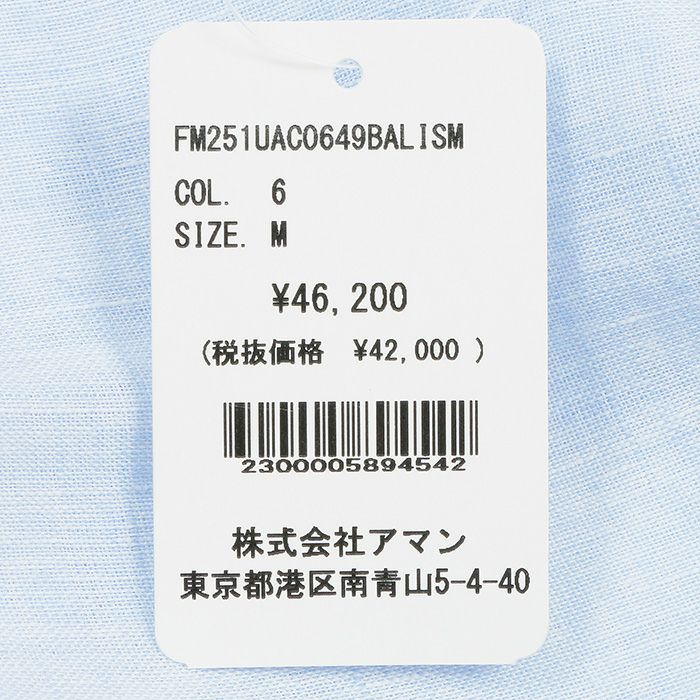 FM251UAC0649BALISM
COL. 6
SIZE. M
¥46,200
(税抜価格 ¥42,000 )
2300005894542
株式会社アマン
東京都港区南青山5-4-40